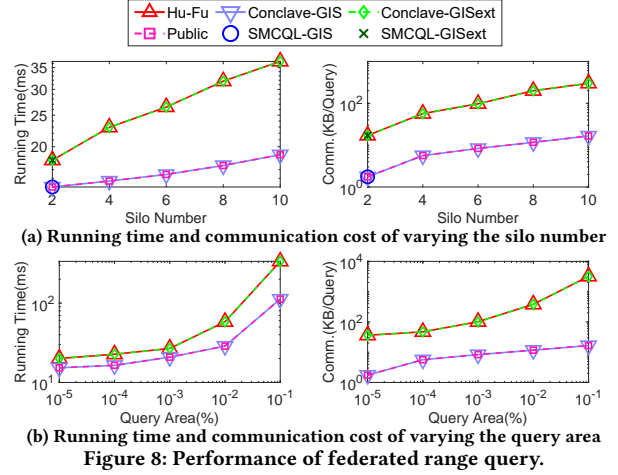 Hu-Fu Conclave-GIS Conclave-GISext
Public SMCQL-GIS SMCQL-GISext
Running Time(ms)
35
30
25
20
2 4 6 8 10
Silo Number
Comm.(KB/Query)
10^2
10^0
2 4 6 8 10
Silo Number
(a) Running time and communication cost of varying the silo number
Running Time(ms)
10^2
10^1
10^-5 10^-4 10^-3 10^-2 10^-1
Query Area(%)
Comm.(KB/Query)
10^4
10^2
10^0
10^-5 10^-4 10^-3 10^-2 10^-1
Query Area(%)
(b) Running time and communication cost of varying the query area
Figure 8: Performance of federated range query.